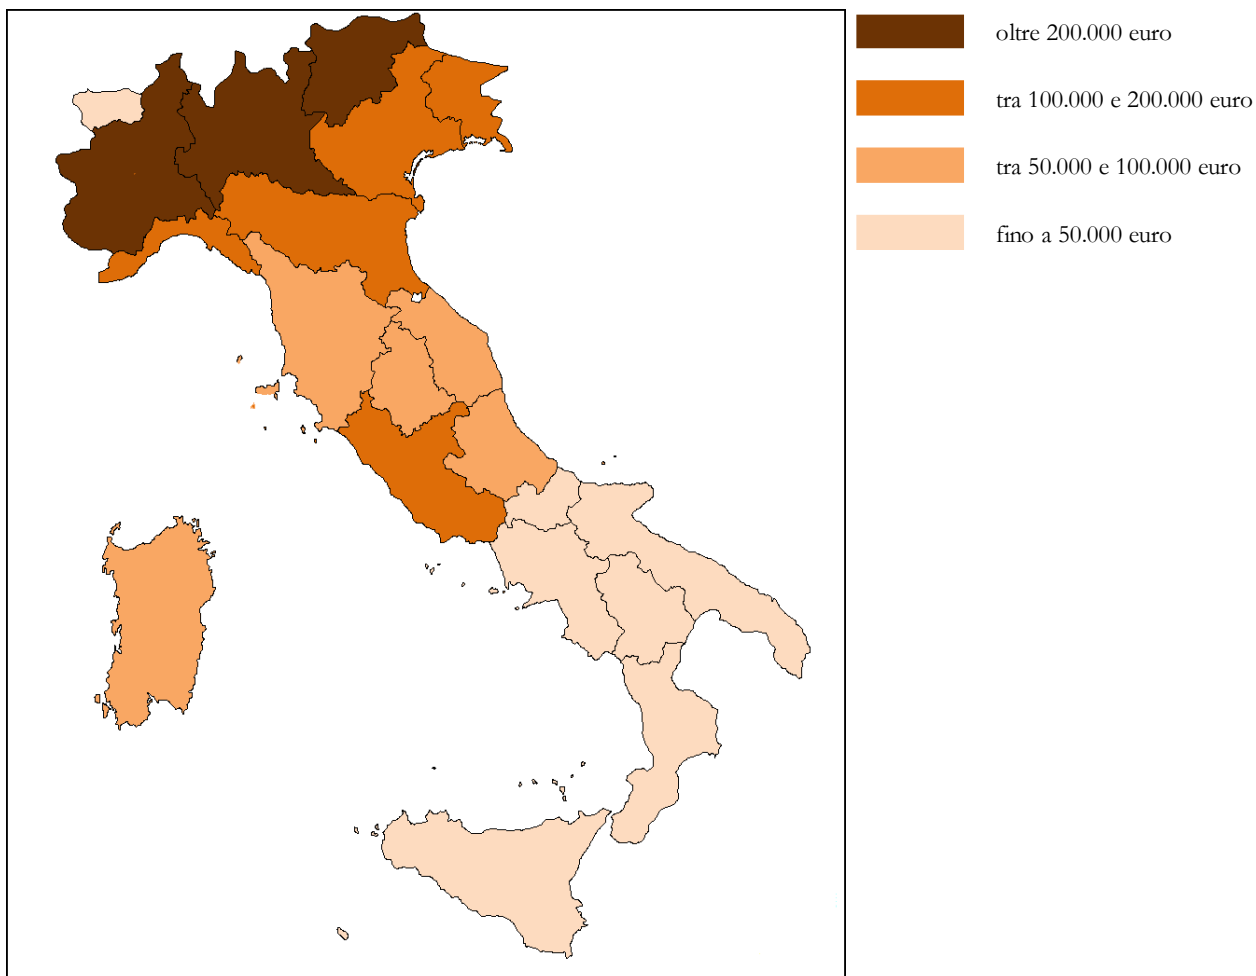 oltre 200.000 euro
tra 100.000 e 200.000 euro
tra 50.000 e 100.000 euro
fino a 50.000 euro